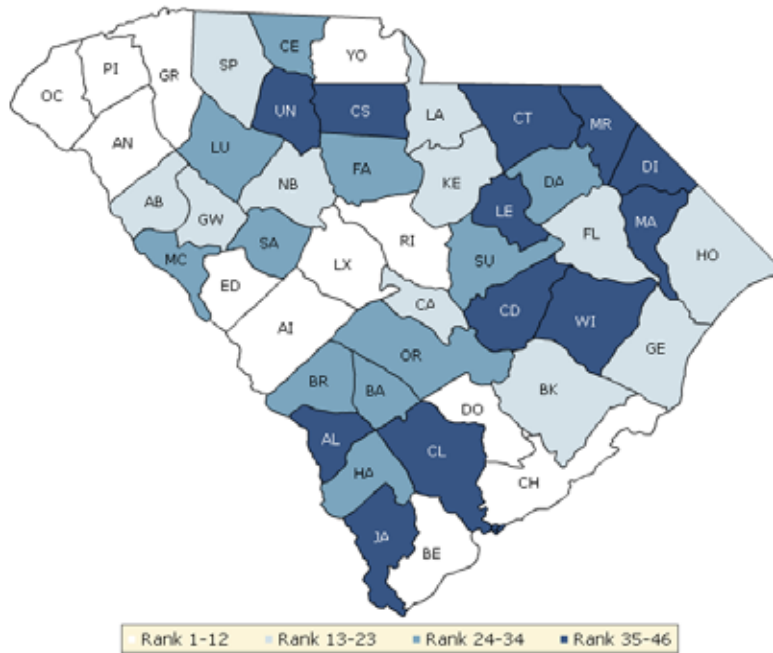 CE
YO
SP
PI
GR
OC
UN
CS
LA
CT
MR
AN
LU
FA
DI
NB
KE
DA
AB
LE
GW
MA
FL
RI
SA
HO
MC
SU
LX
ED
CA
CD
WI
AI
GE
OR
BR
BA
BK
DO
AL
CL
HA
CH
JA
BE
Rank 1-12 Rank 13-23 Rank 24-34 Rank 35-46